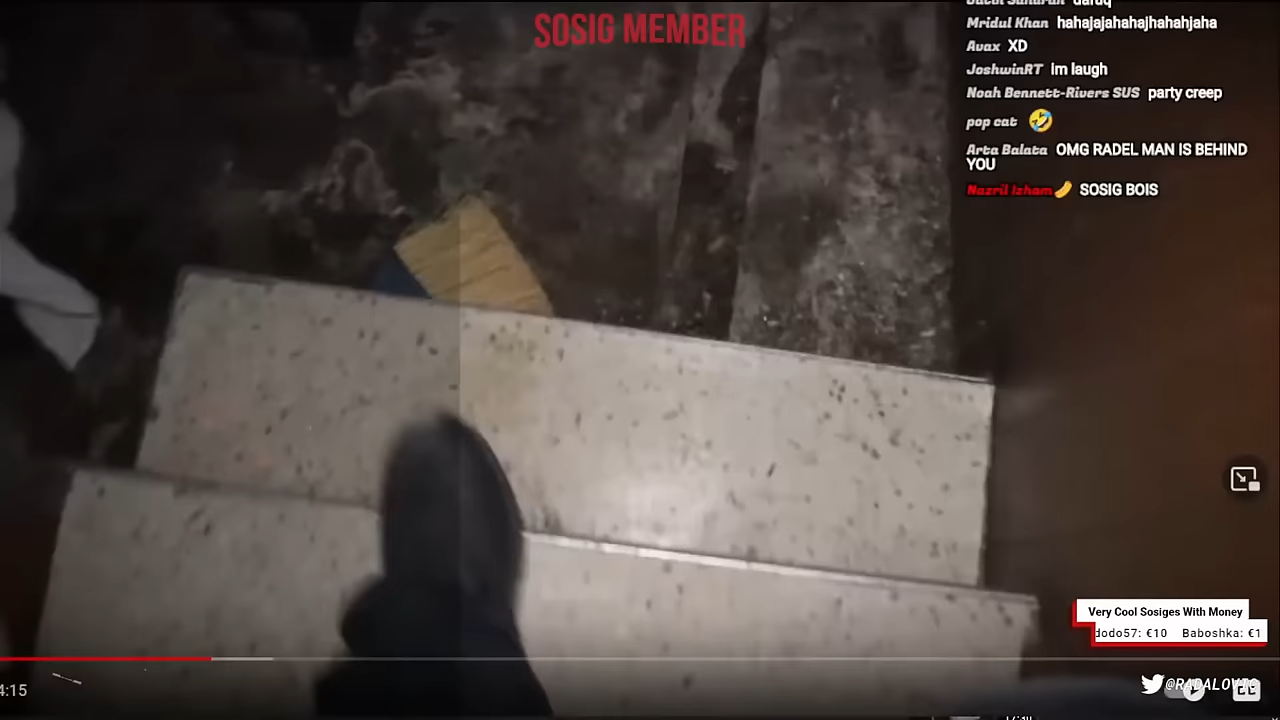 SOSIG MEMBER
Mridul Khan hahajajahahajhahahjaha
Avax XD
JoshwinRT im laugh
Noah Bennett-Rivers SUS party creep
pop cat 🤣
Arta Balata OMG RADEL MAN IS BEHIND
YOU
Nazril Izham SOSIG BOIS
Very Cool Sosiges With Money
dodo57: €10 Baboshka: €1
4:15